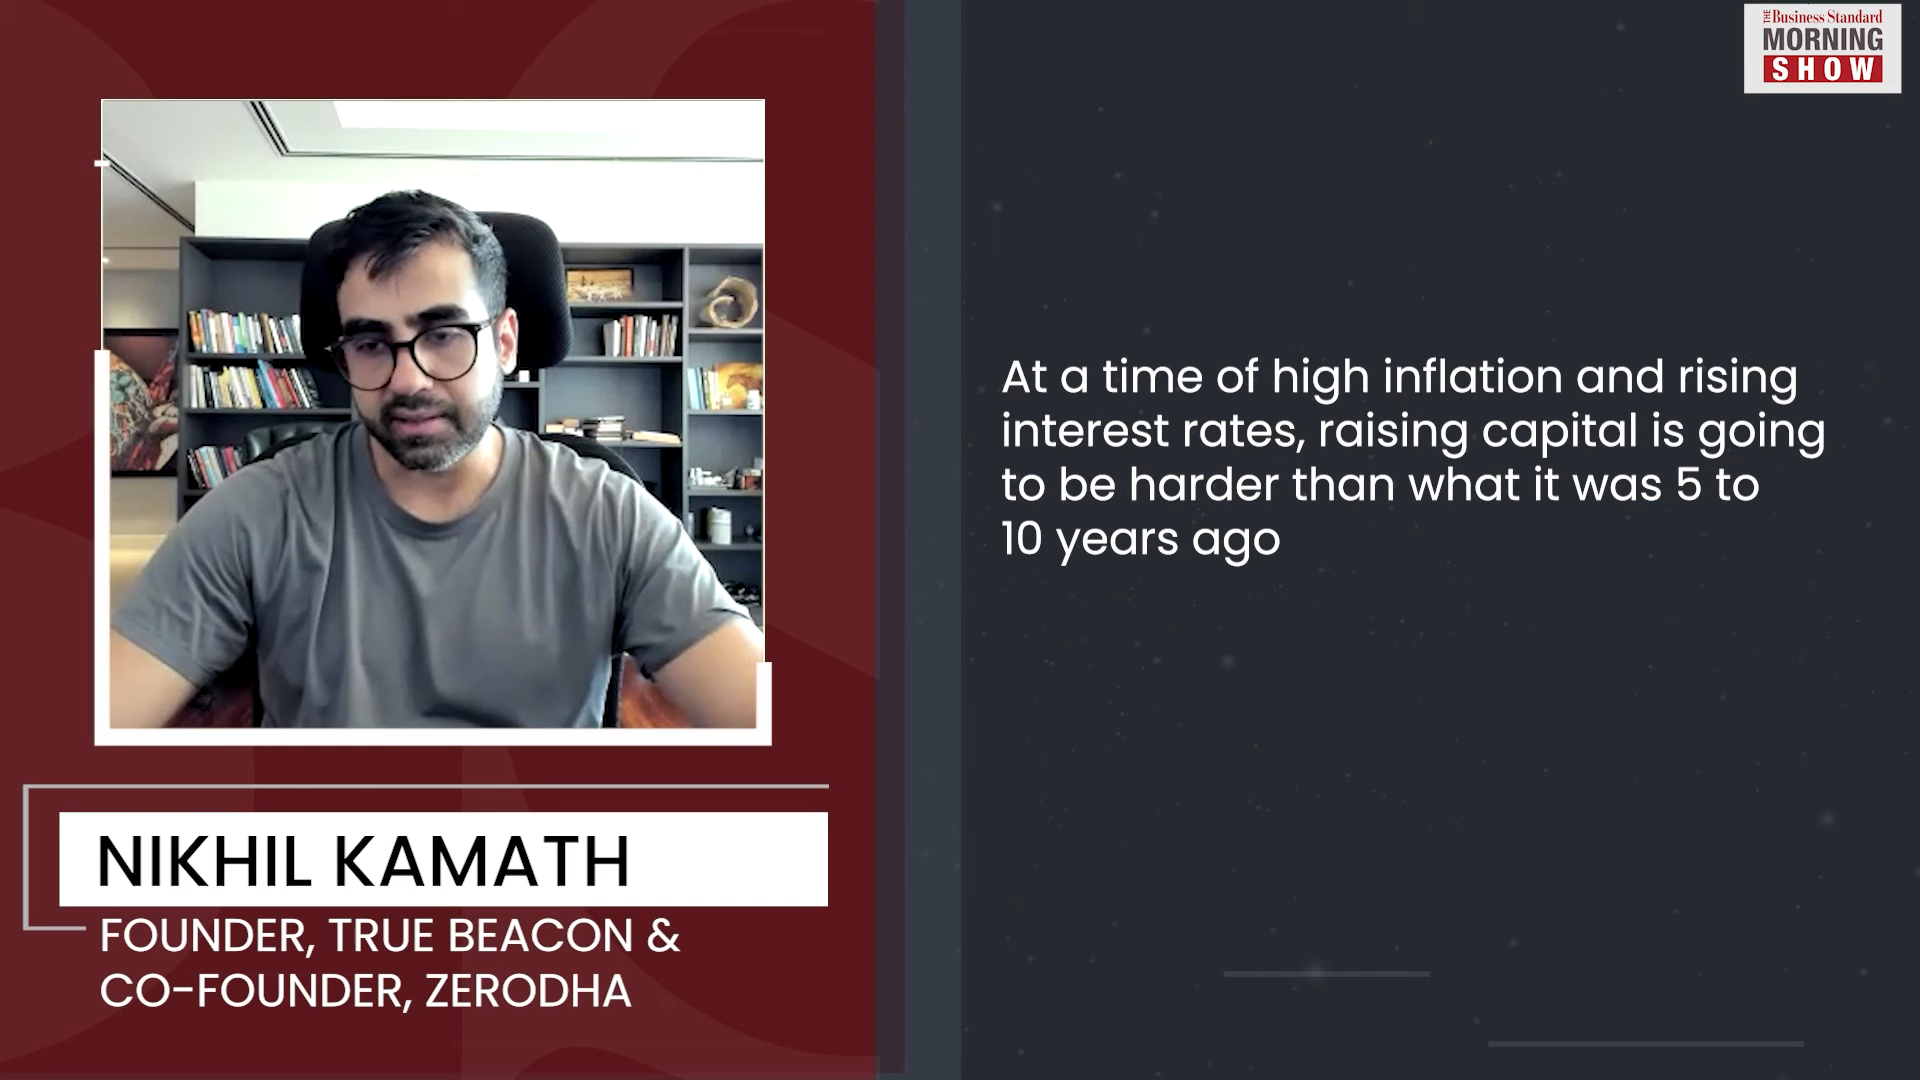 THE Business Standard
MORNING
SHOW
At a time of high inflation and rising
interest rates, raising capital is going
to be harder than what it was 5 to
10 years ago
NIKHIL KAMATH
FOUNDER, TRUE BEACON &
CO-FOUNDER, ZERODHA